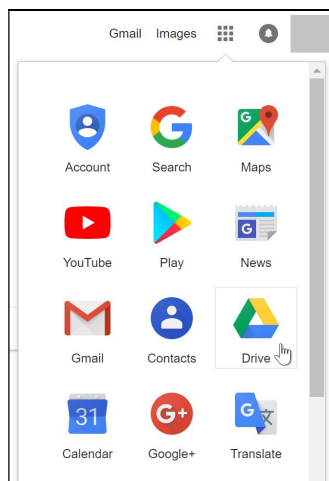 Gmail Images
Account Search Maps
YouTube Play News
Gmail Contacts Drive
31
G+
Calendar Google+ Translate